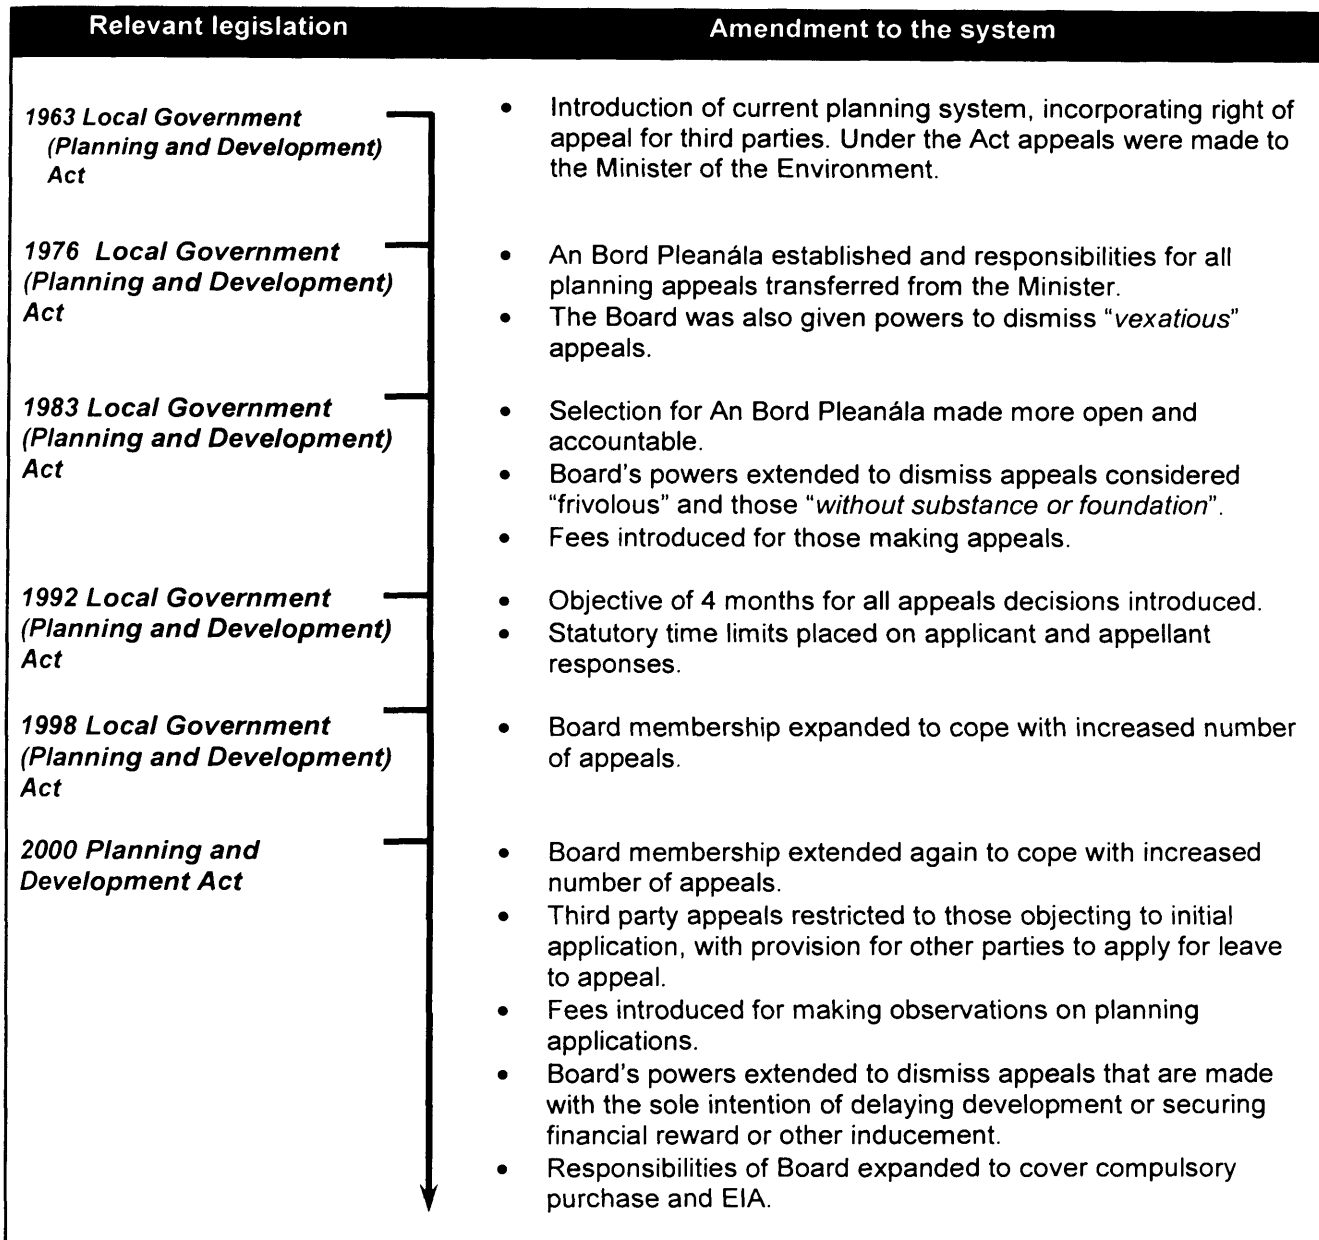 Relevant legislation
Amendment to the system
1963 Local Government
(Planning and Development)
Act
• Introduction of current planning system, incorporating right of
appeal for third parties. Under the Act appeals were made to
the Minister of the Environment.
1976 Local Government
(Planning and Development)
Act
• An Bord Pleanála established and responsibilities for all
planning appeals transferred from the Minister.
• The Board was also given powers to dismiss “vexatious”
appeals.
1983 Local Government
(Planning and Development)
Act
• Selection for An Bord Pleanála made more open and
accountable.
• Board's powers extended to dismiss appeals considered
“frivolous” and those “without substance or foundation”.
• Fees introduced for those making appeals.
1992 Local Government
(Planning and Development)
Act
• Objective of 4 months for all appeals decisions introduced.
• Statutory time limits placed on applicant and appellant
responses.
1998 Local Government
(Planning and Development)
Act
• Board membership expanded to cope with increased number
of appeals.
2000 Planning and
Development Act
• Board membership extended again to cope with increased
number of appeals.
• Third party appeals restricted to those objecting to initial
application, with provision for other parties to apply for leave
to appeal.
• Fees introduced for making observations on planning
applications.
• Board's powers extended to dismiss appeals that are made
with the sole intention of delaying development or securing
financial reward or other inducement.
• Responsibilities of Board expanded to cover compulsory
purchase and EIA.